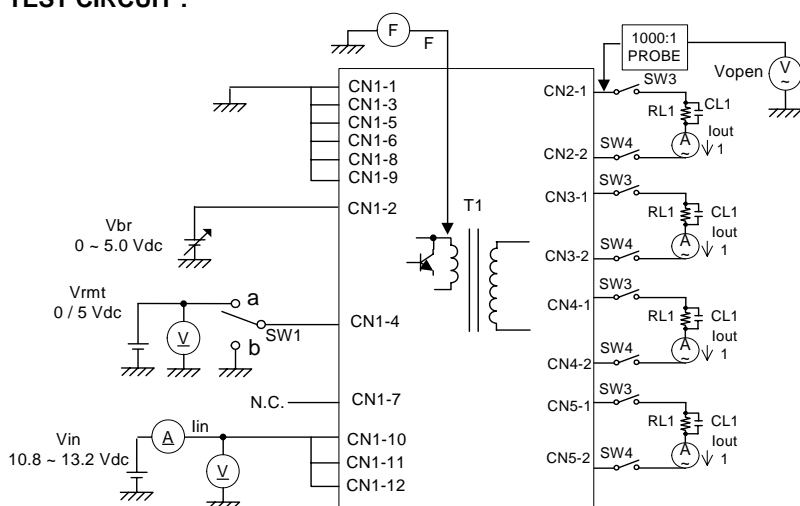 TEST CIRCUIT :
F
F
1000:1
PROBE
V
~
Vopen
CN1-1
CN1-3
CN1-5
CN1-6
CN1-8
CN1-9
CN1-2
Vbr
0 ~ 5.0 Vdc
Vrmt
0 / 5 Vdc
V
a
b
SW1
CN1-4
N.C.
CN1-7
Vin
10.8 ~ 13.2 Vdc
A
Iin
V
CN1-10
CN1-11
CN1-12
T1
CN2-1
SW3
RL1
CL1
A
~
Iout
1
CN2-2
SW4
CN3-1
SW3
RL1
CL1
A
~
Iout
1
CN3-2
SW4
CN4-1
SW3
RL1
CL1
A
~
Iout
1
CN4-2
SW4
CN5-1
SW3
RL1
CL1
A
~
Iout
1
CN5-2
SW4